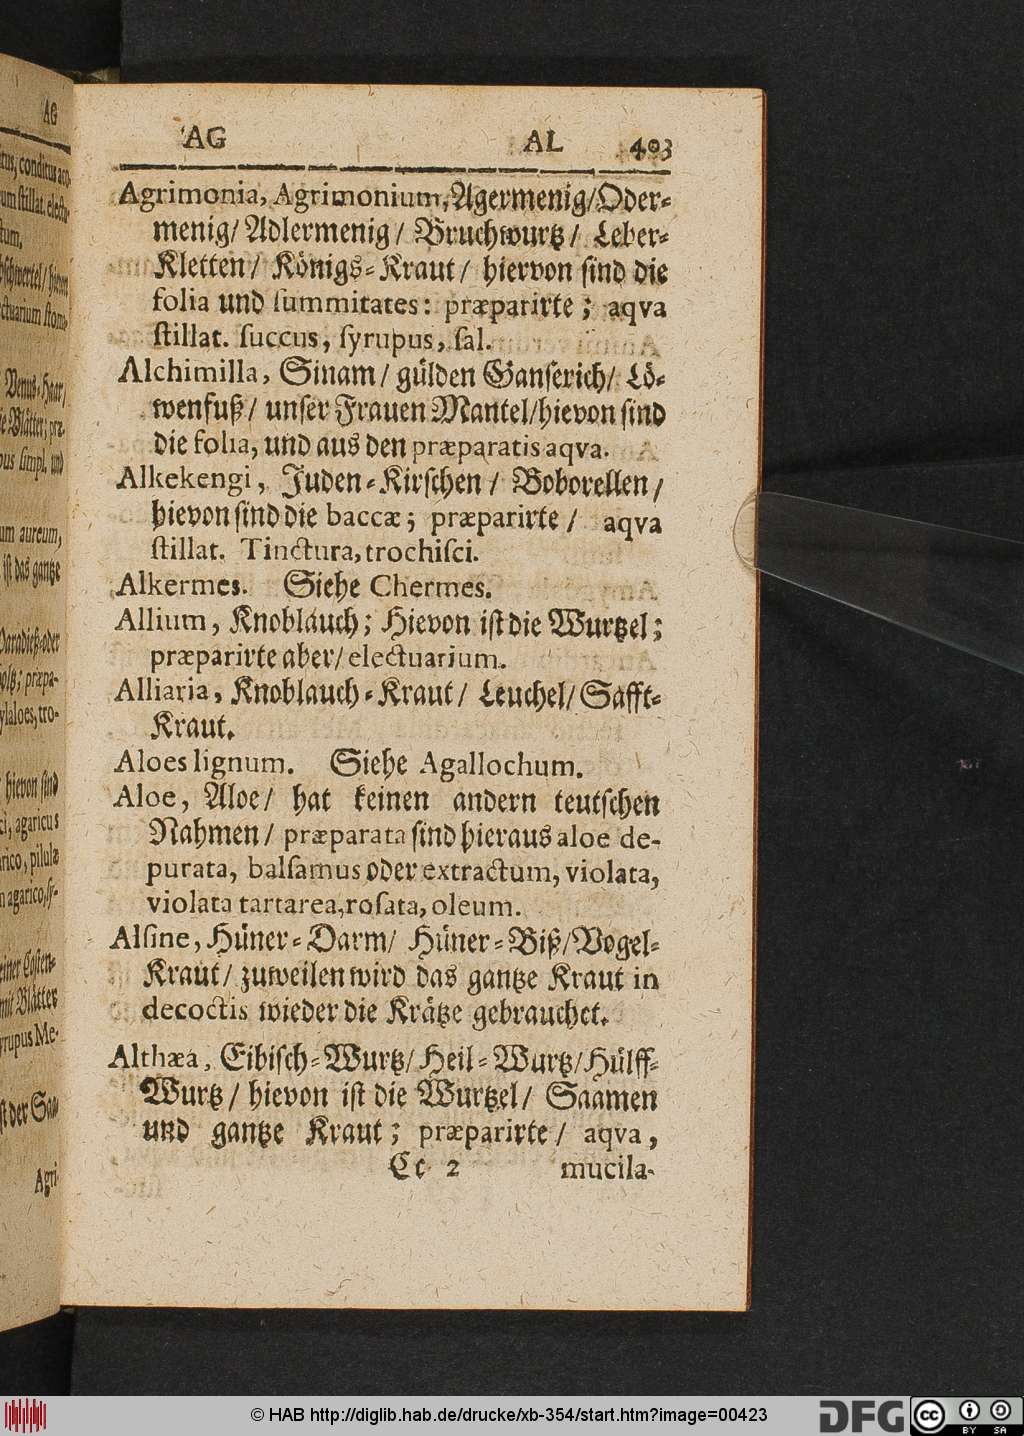 AG AL 403
Agrimonia, Agrimonium, Agermenig/ Oder-
menig/ Adlermenig/ Bruchwurtz/ Leber-
Kletten/ Königs-Kraut/ hiervon sind die
folia und summitates: præparirte; aqva
stillat. succus, syrupus, sal.
Alchimilla, Sinam/ gülden Ganserich/ Lö-
wenfuß/ unser Frauen Mantel/ hievon sind
die folia, und aus den præparatis aqva.
Alkekengi, Juden-Kirschen/ Boborellen/
hievon sind die baccæ; præparirte/ aqva
stillat. Tinctura, trochisci.
Alkermes. Siehe Chermes.
Allium, Knoblauch; Hievon ist die Wurtzel;
præparirte aber/ electuarium.
Alliaria, Knoblauch-Kraut/ Leuchel/ Safft-
Kraut.
Aloes lignum. Siehe Agallochum.
Aloe, Aloe/ hat keinen andern teutschen
Nahmen/ præparata sind hieraus aloe de-
purata, balsamus oder extractum, violata,
violata tartarea, rosata, oleum.
Alsine, Hüner-Darm/ Hüner-Biß/ Vogel-
Kraut/ zuweilen wird das gantze Kraut in
decoctis wieder die Krätze gebrauchet.
Althæa, Eibisch-Wurtz/ Heil-Wurtz/ Hülff-
Wurtz/ hievon ist die Wurtzel/ Saamen
und gantze Kraut; præparirte/ aqva,
Cc 2 mucila-
© HAB http://diglib.hab.de/drucke/xb-354/start.htm?image=00423
DFG
cc BY SA